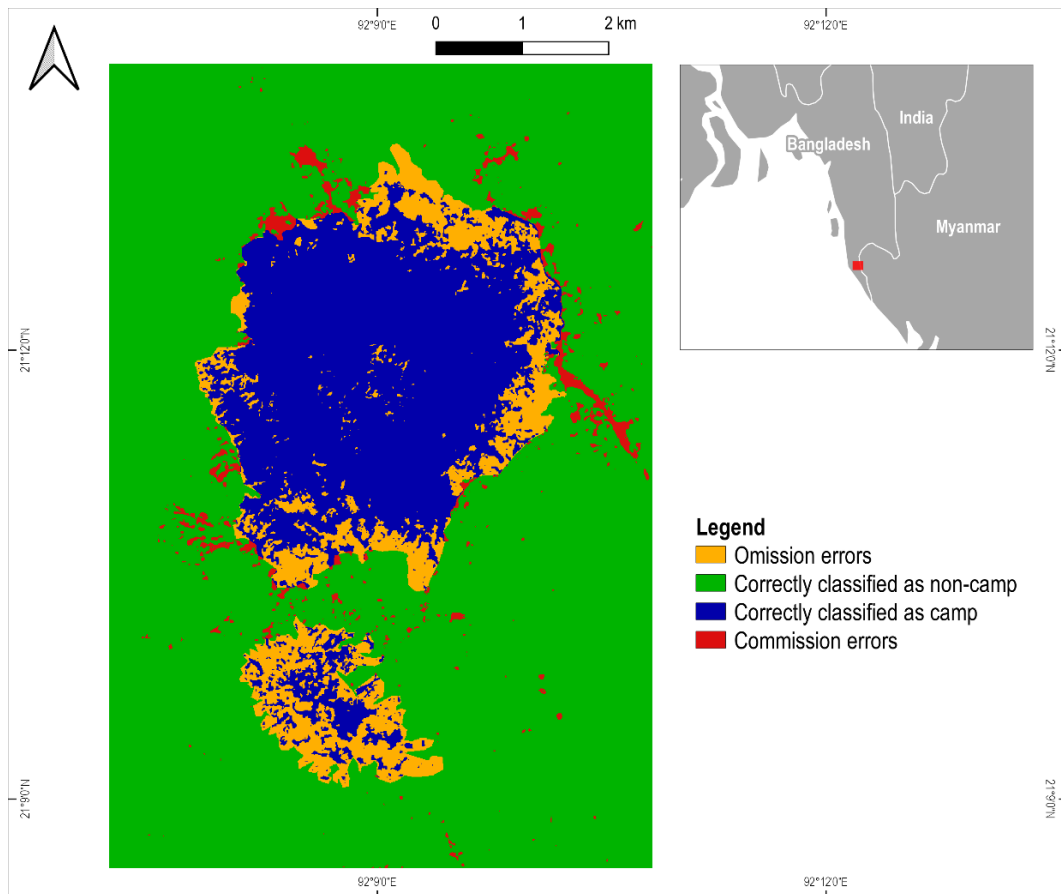 92°9'0"E
0 1 2 km
92°12'0"E
India
Bangladesh
Myanmar
21°12'0"N
21°12'0"N
Legend
Omission errors
Correctly classified as non-camp
Correctly classified as camp
Commission errors
21°9'0"N
21°9'0"N
92°9'0"E
92°12'0"E